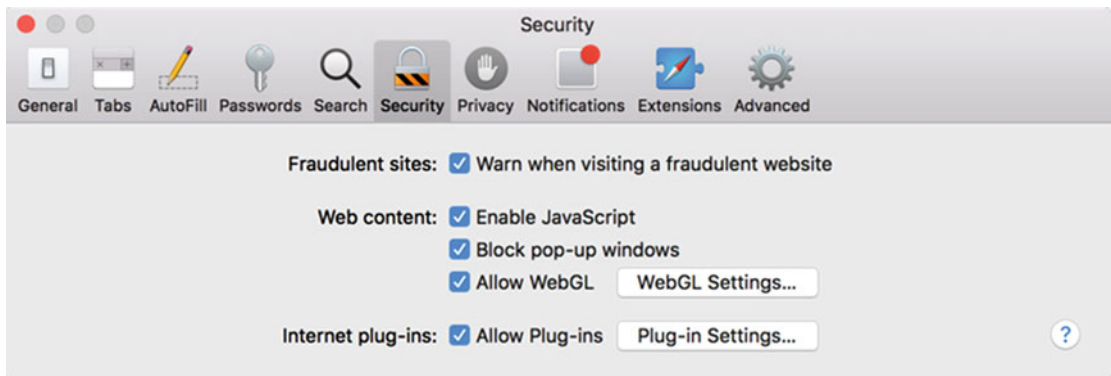 Security
General Tabs AutoFill Passwords Search Security Privacy Notifications Extensions Advanced
Fraudulent sites: Warn when visiting a fraudulent website
Web content: Enable JavaScript
Block pop-up windows
Allow WebGL WebGL Settings...
Internet plug-ins: Allow Plug-ins Plug-in Settings... ?